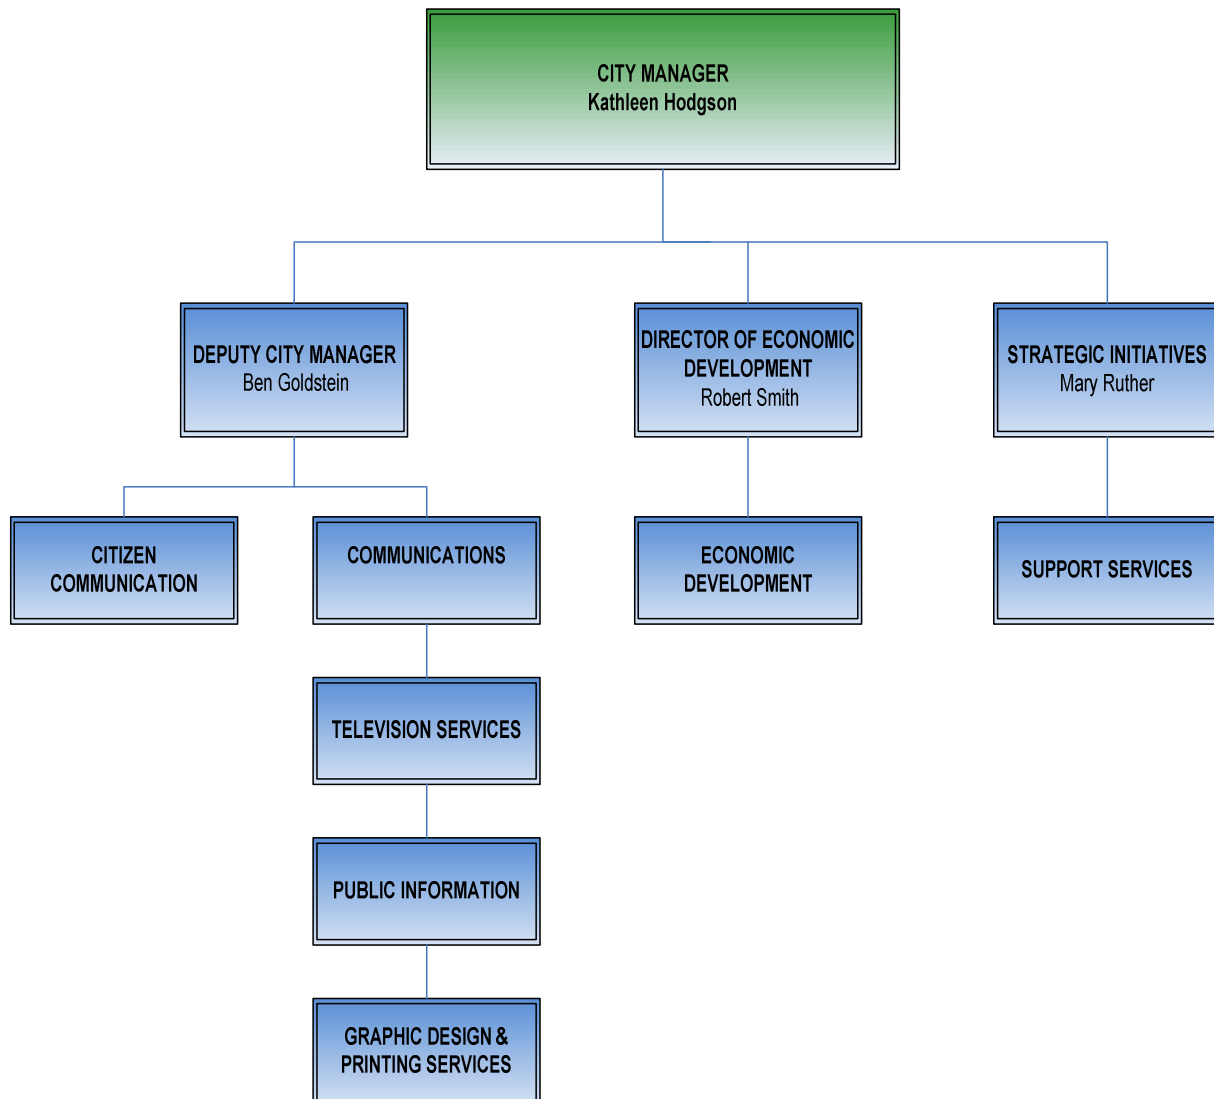 CITY MANAGER
Kathleen Hodgson
DEPUTY CITY MANAGER
Ben Goldstein
DIRECTOR OF ECONOMIC
DEVELOPMENT
Robert Smith
STRATEGIC INITIATIVES
Mary Ruther
CITIZEN
COMMUNICATION
COMMUNICATIONS
ECONOMIC
DEVELOPMENT
SUPPORT SERVICES
TELEVISION SERVICES
PUBLIC INFORMATION
GRAPHIC DESIGN &
PRINTING SERVICES